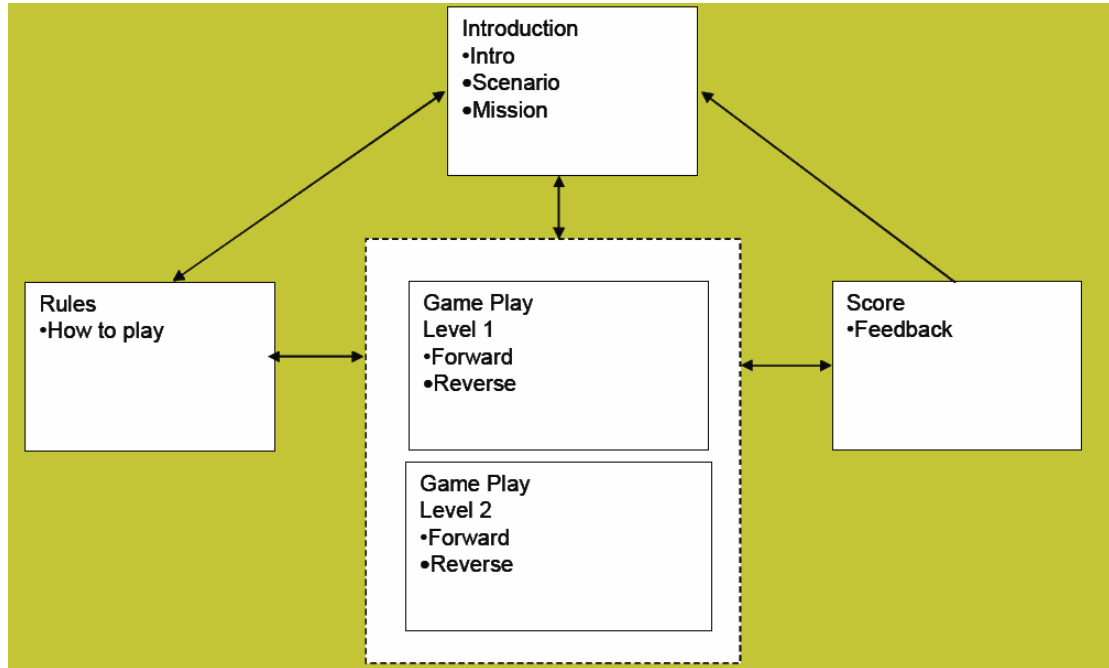 Introduction
•Intro
•Scenario
•Mission
Rules
•How to play
Game Play
Level 1
•Forward
•Reverse
Score
•Feedback
Game Play
Level 2
•Forward
•Reverse